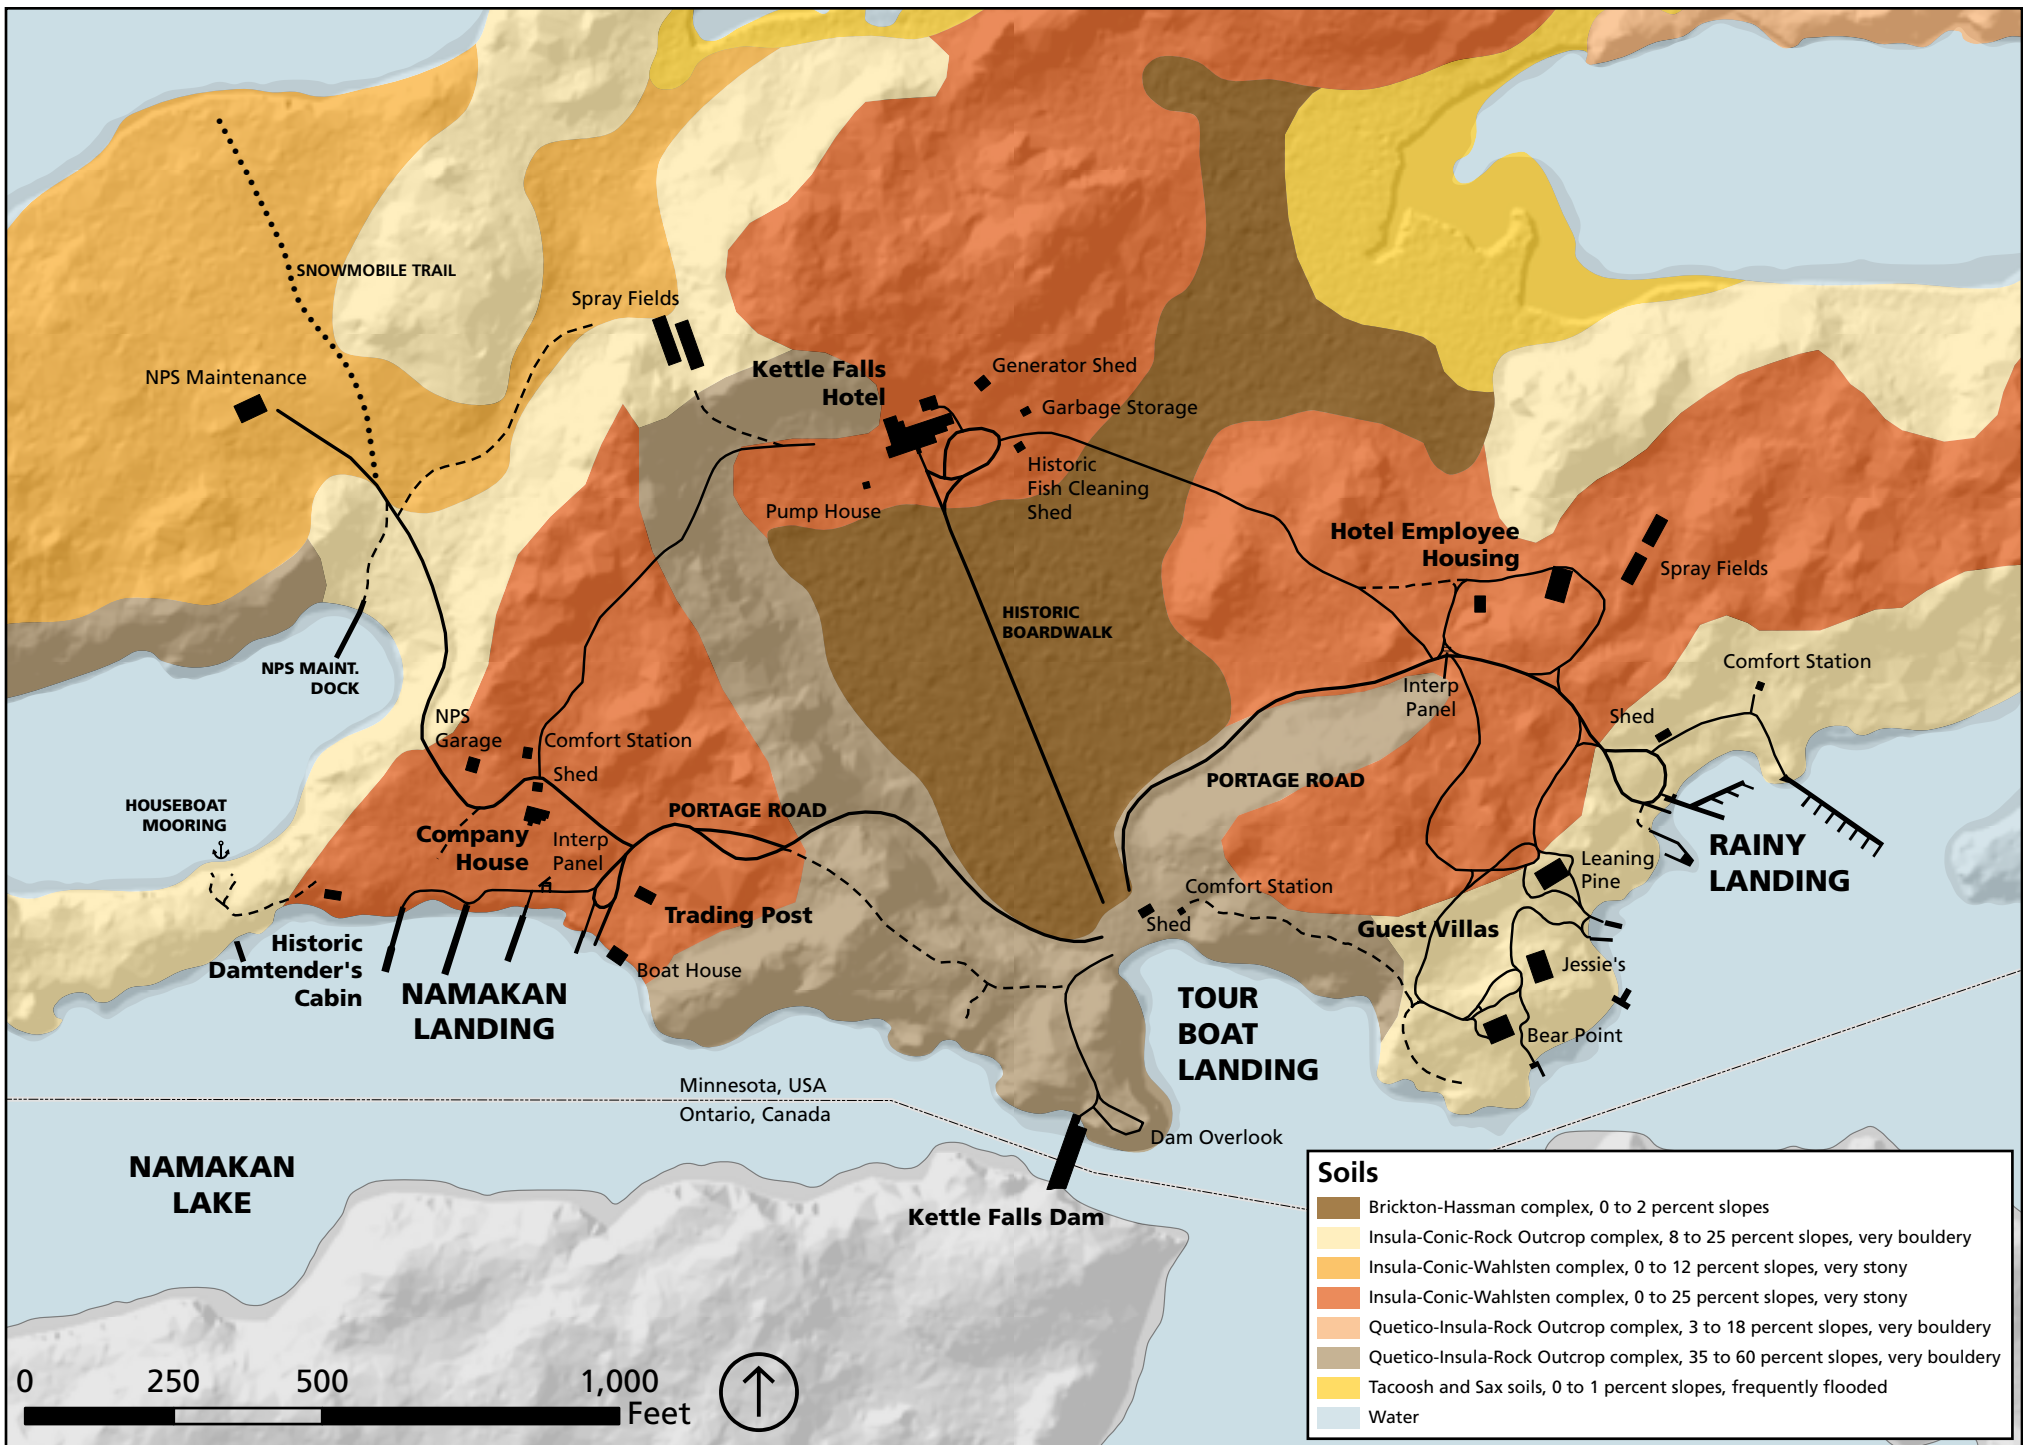 SNOWMOBILE TRAIL
Spray Fields
NPS Maintenance
Kettle Falls
Hotel
Generator Shed
Garbage Storage
Historic
Fish Cleaning
Shed
Pump House
Hotel Employee
Housing
Spray Fields
HISTORIC
BOARDWALK
NPS MAINT.
DOCK
Comfort Station
Interp
Panel
Shed
NPS
Garage
Comfort Station
Shed
PORTAGE ROAD
PORTAGE ROAD
HOUSEBOAT
MOORING
Company
House
Interp
Panel
RAINY
LANDING
Leaning
Pine
Comfort Station
Shed
Trading Post
Guest Villas
Historic
Damtender's
Cabin
Boat House
Jessie's
NAMAKAN
LANDING
TOUR
BOAT
LANDING
Bear Point
Minnesota, USA
Ontario, Canada
Dam Overlook
NAMAKAN
LAKE
Kettle Falls Dam
Soils
Brickton-Hassman complex, 0 to 2 percent slopes
Insula-Conic-Rock Outcrop complex, 8 to 25 percent slopes, very bouldery
Insula-Conic-Wahlsten complex, 0 to 12 percent slopes, very stony
Insula-Conic-Wahlsten complex, 0 to 25 percent slopes, very stony
Quetico-Insula-Rock Outcrop complex, 3 to 18 percent slopes, very bouldery
Quetico-Insula-Rock Outcrop complex, 35 to 60 percent slopes, very bouldery
Tacoosh and Sax soils, 0 to 1 percent slopes, frequently flooded
Water
0 250 500 1,000
Feet